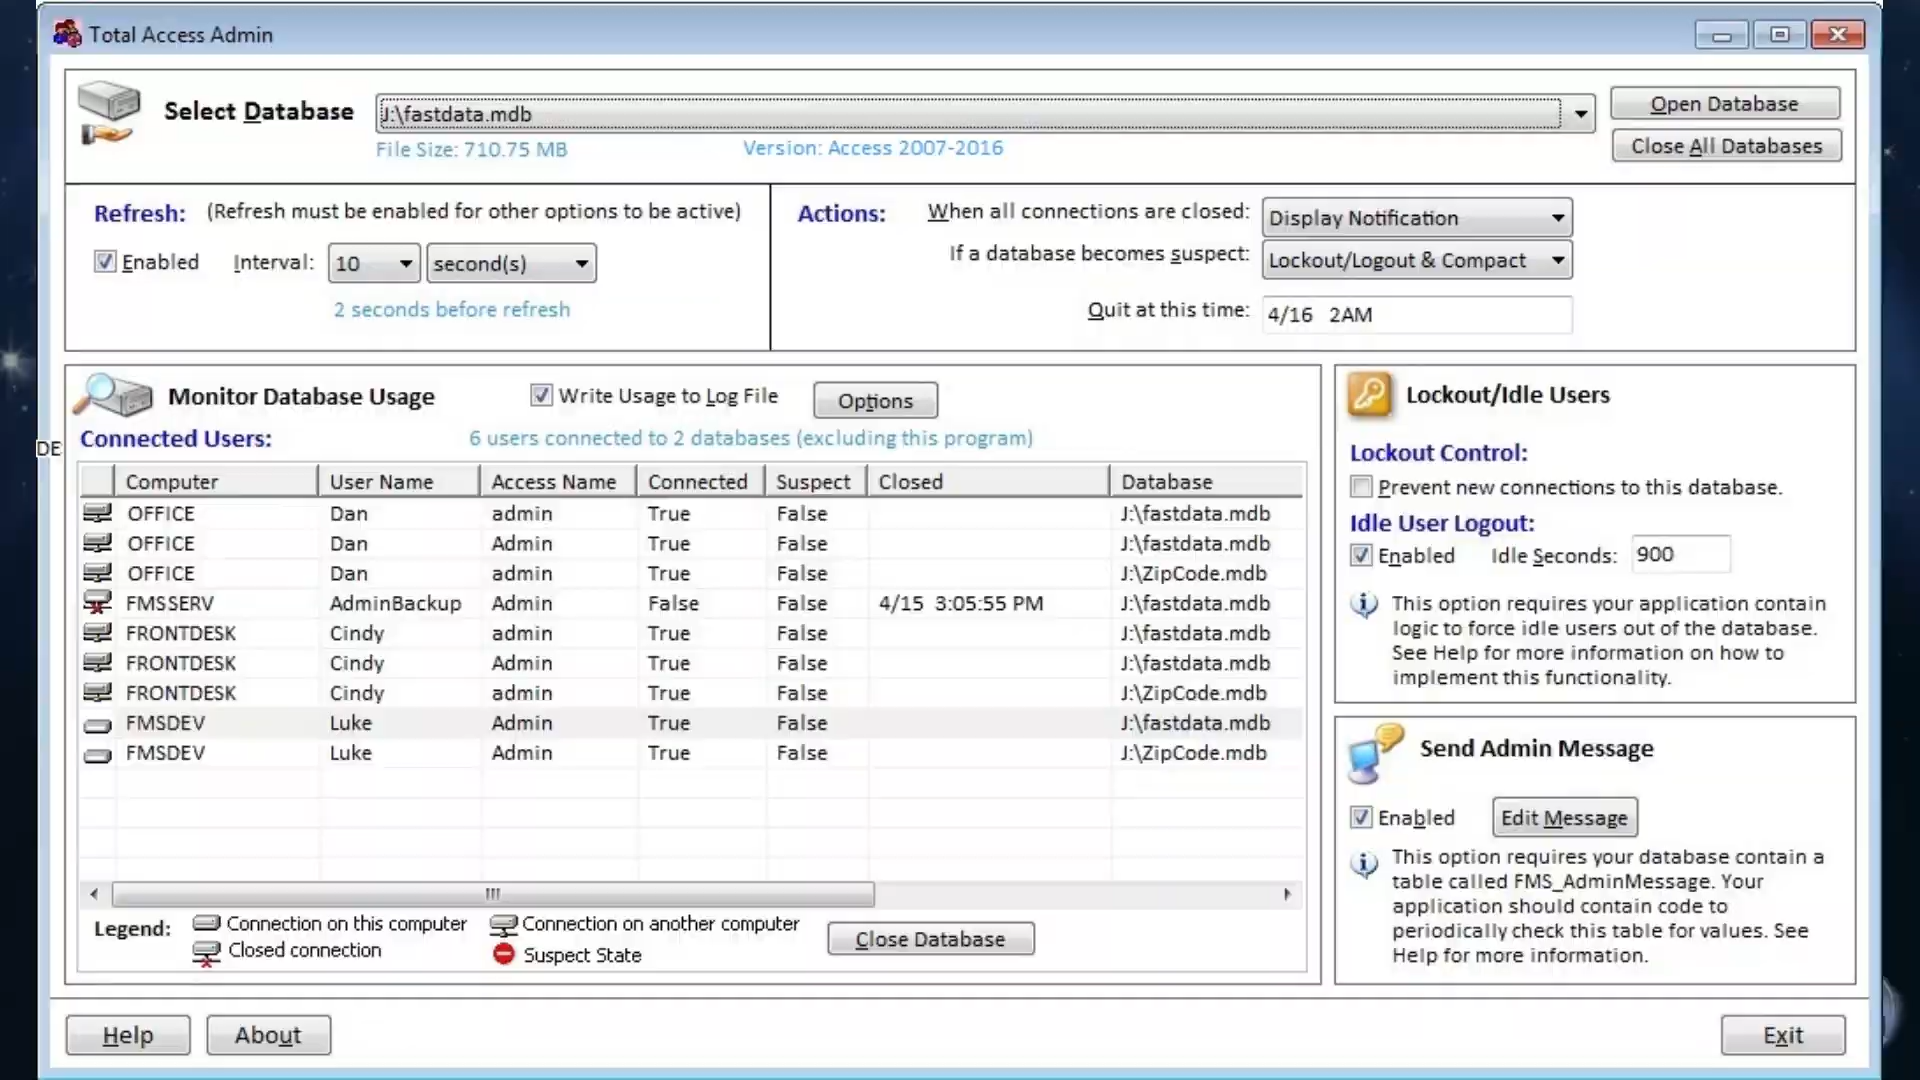 Total Access Admin
Select Database J:\fastdata.mdb Open Database
File Size: 710.75 MB Version: Access 2007-2016 Close All Databases
Refresh: (Refresh must be enabled for other options to be active)
Enabled Interval: 10 second(s)
2 seconds before refresh
Actions: When all connections are closed: Display Notification
If a database becomes suspect: Lockout/Logout & Compact
Quit at this time: 4/16 2AM
Monitor Database Usage Write Usage to Log File Options
DE
Connected Users: 6 users connected to 2 databases (excluding this program)
Computer User Name Access Name Connected Suspect Closed Database
OFFICE Dan admin True False J:\fastdata.mdb
OFFICE Dan Admin True False J:\fastdata.mdb
OFFICE Dan admin True False J:\ZipCode.mdb
FMSSERV AdminBackup Admin False False 4/15 3:05:55 PM J:\fastdata.mdb
FRONTDESK Cindy admin True False J:\fastdata.mdb
FRONTDESK Cindy Admin True False J:\fastdata.mdb
FRONTDESK Cindy admin True False J:\ZipCode.mdb
FMSDEV Luke Admin True False J:\fastdata.mdb
FMSDEV Luke Admin True False J:\ZipCode.mdb
Legend: Connection on this computer Connection on another computer
Closed connection Suspect State
Close Database
Lockout/Idle Users
Lockout Control:
Prevent new connections to this database.
Idle User Logout:
Enabled Idle Seconds: 900
This option requires your application contain
logic to force idle users out of the database.
See Help for more information on how to
implement this functionality.
Send Admin Message
Enabled Edit Message
This option requires your database contain a
table called FMS_AdminMessage. Your
application should contain code to
periodically check this table for values. See
Help for more information.
Help About Exit